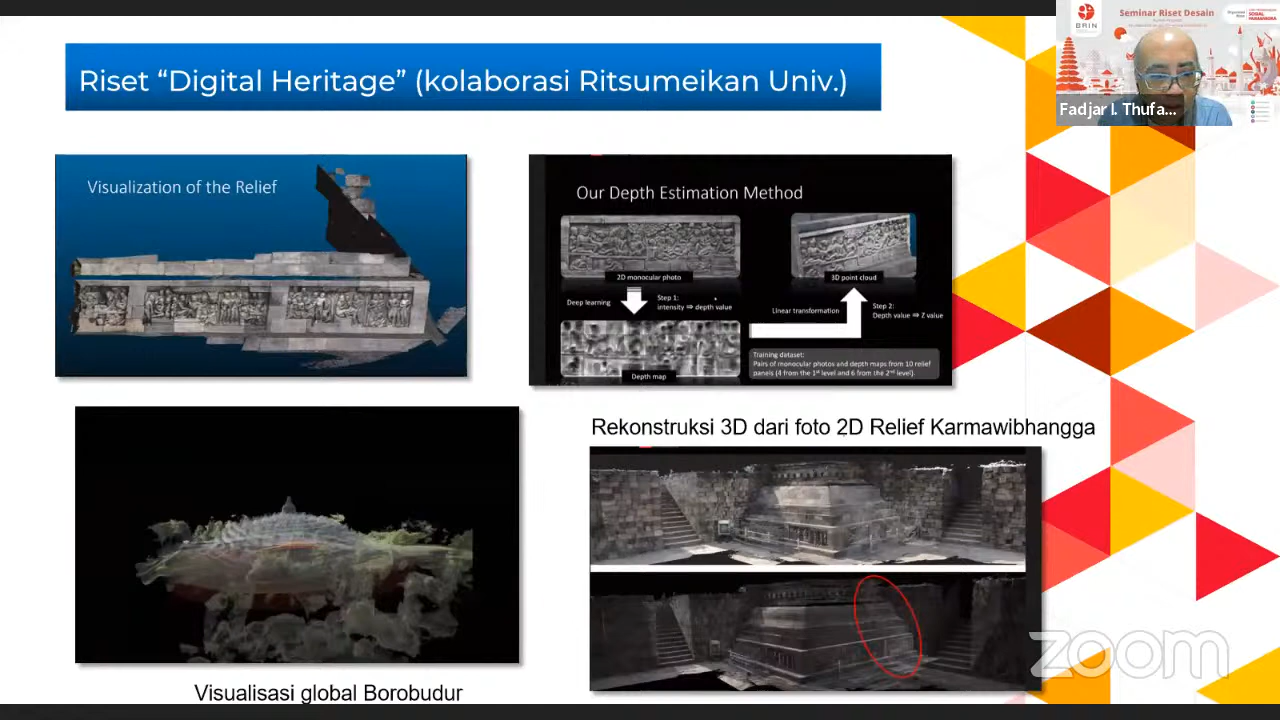 Riset “Digital Heritage” (kolaborasi Ritsumeikan Univ.)
BRIN
Seminar Riset Desain
SOSIAL
HUMANIORA
Fadjar I. Thufa...
Visualization of the Relief
Our Depth Estimation Method
2D monocular photo
3D point cloud
Deep learning
Step 1:
intensity ⇒ depth value
Linear transformation
Step 2:
Depth value ⇒ Z value
Depth map
Training dataset:
Pairs of monocular photos and depth maps from 10 relief
panels (4 from the 1st level and 6 from the 2nd level).
Rekonstruksi 3D dari foto 2D Relief Karmawibhangga
Visualisasi global Borobudur
zoom